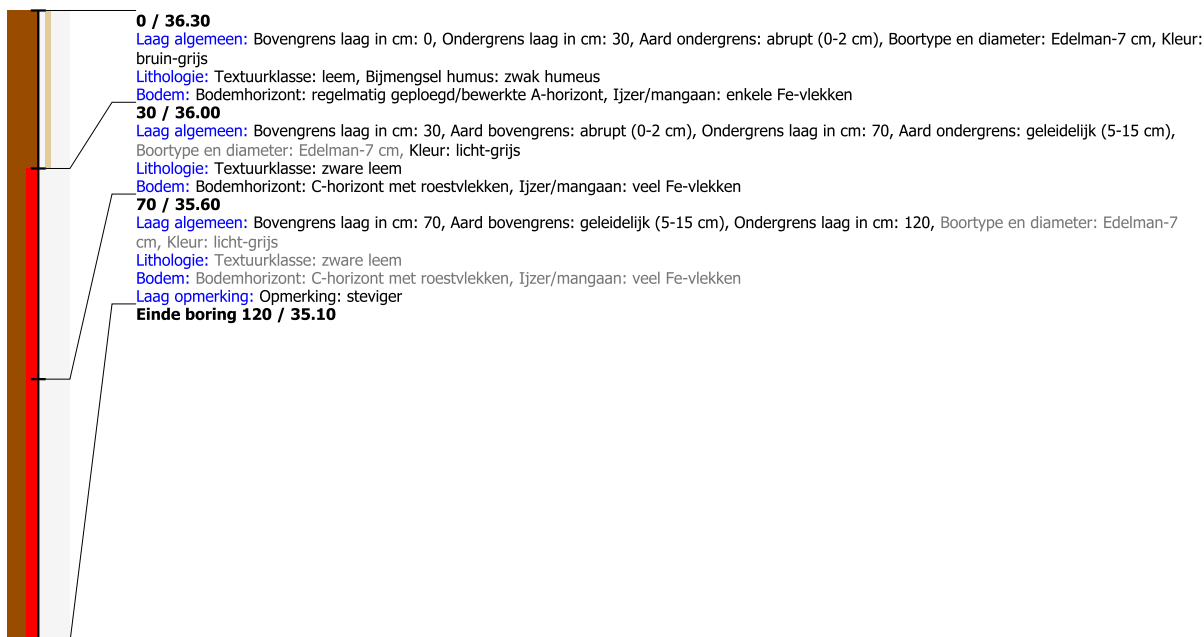 0 / 36.30
Laag algemeen: Bovengrens laag in cm: 0, Ondergrens laag in cm: 30, Aard ondergrens: abrupt (0-2 cm), Boortype en diameter: Edelman-7 cm, Kleur:
bruin-grijs
Lithologie: Textuurklasse: leem, Bijmengsel humus: zwak humeus
Bodem: Bodemhorizont: regelmatig geploegd/bewerkte A-horizont, Ijzer/mangaan: enkele Fe-vlekken
30 / 36.00
Laag algemeen: Bovengrens laag in cm: 30, Aard bovengrens: abrupt (0-2 cm), Ondergrens laag in cm: 70, Aard ondergrens: geleidelijk (5-15 cm),
Boortype en diameter: Edelman-7 cm, Kleur: licht-grijs
Lithologie: Textuurklasse: zware leem
Bodem: Bodemhorizont: C-horizont met roestvlekken, Ijzer/mangaan: veel Fe-vlekken
70 / 35.60
Laag algemeen: Bovengrens laag in cm: 70, Aard bovengrens: geleidelijk (5-15 cm), Ondergrens laag in cm: 120, Boortype en diameter: Edelman-7
cm, Kleur: licht-grijs
Lithologie: Textuurklasse: zware leem
Bodem: Bodemhorizont: C-horizont met roestvlekken, Ijzer/mangaan: veel Fe-vlekken
Laag opmerking: Opmerking: steviger
Einde boring 120 / 35.10